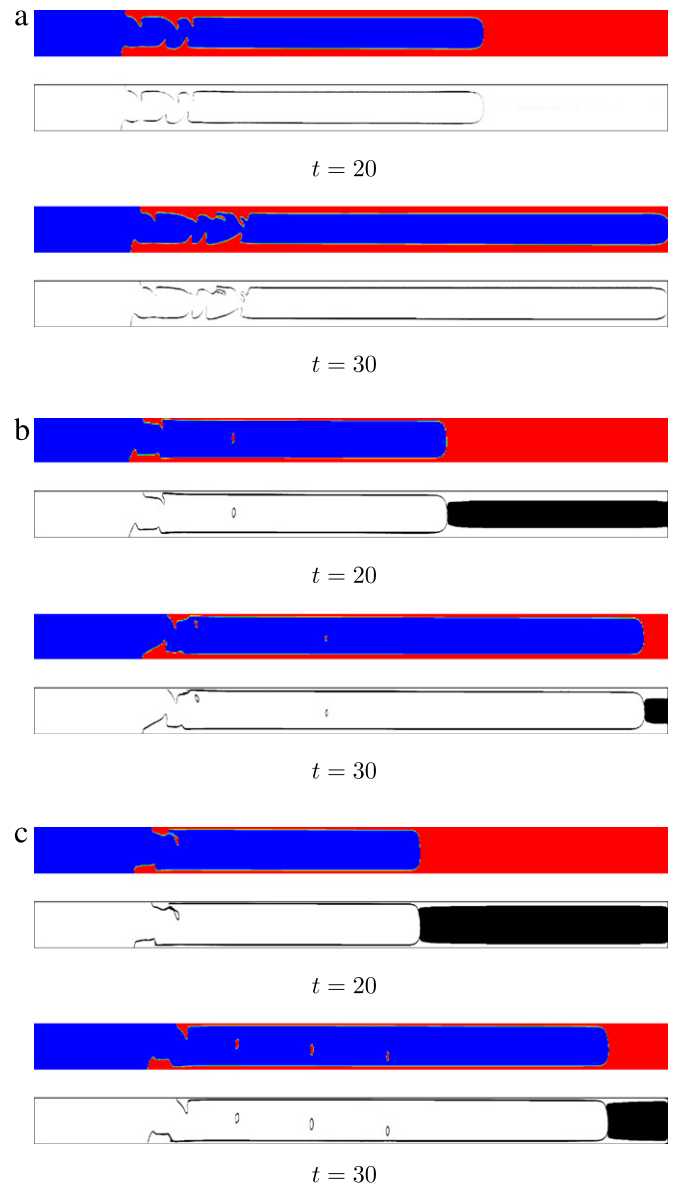 a
t = 20
t = 30
b
t = 20
t = 30
c
t = 20
t = 30